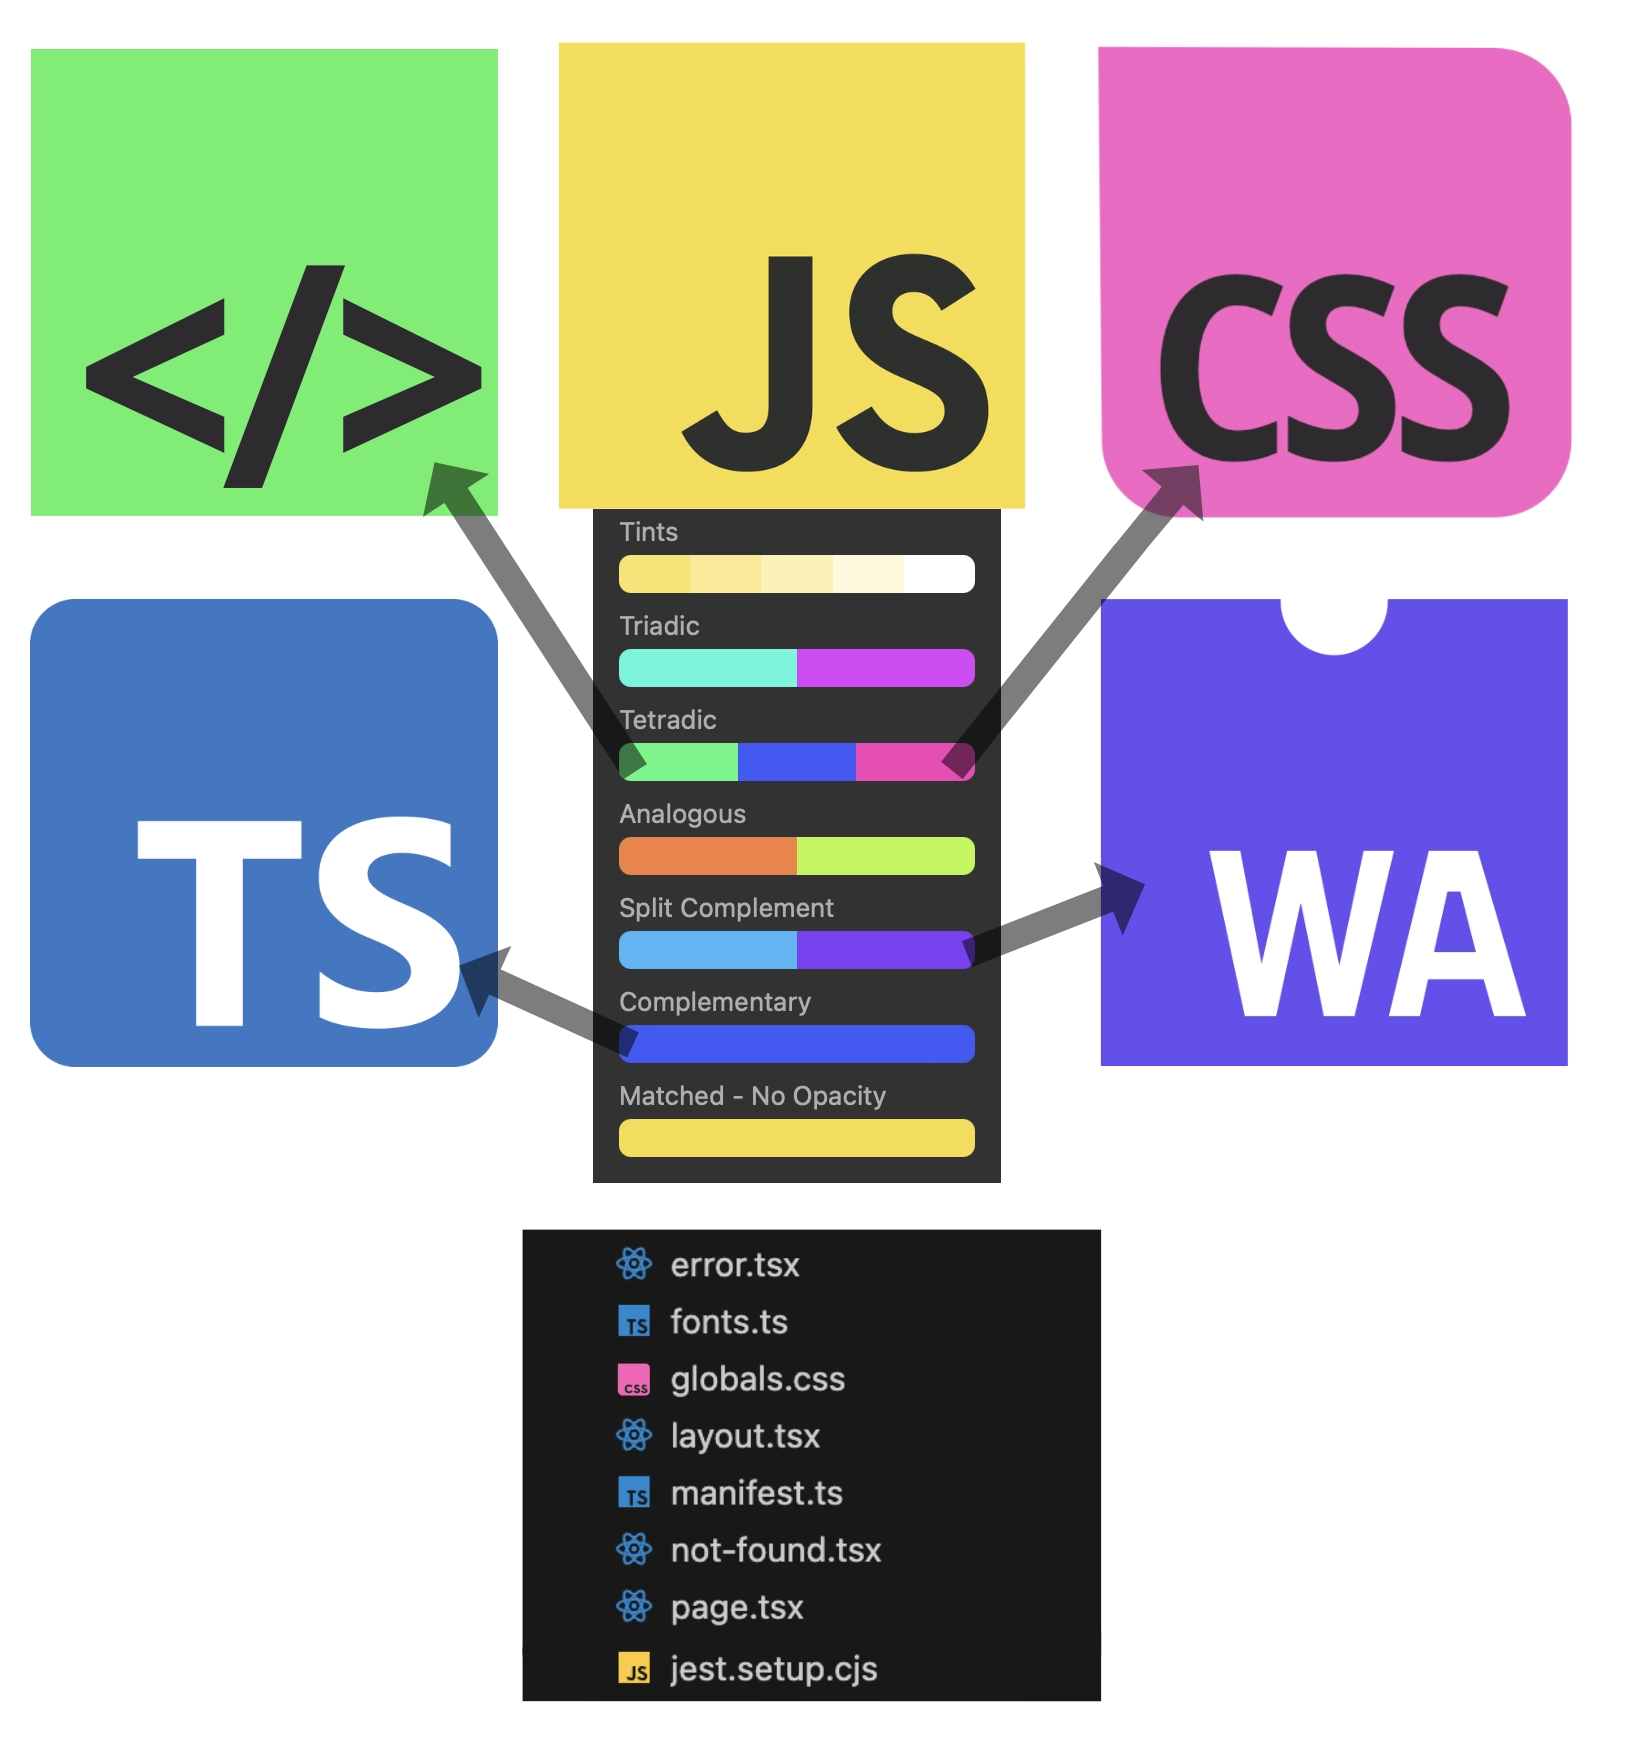 </>
JS
CSS
TS
WA
Tints
Triadic
Tetradic
Analogous
Split Complement
Complementary
Matched - No Opacity
error.tsx
TS fonts.ts
CSS globals.css
layout.tsx
TS manifest.ts
not-found.tsx
page.tsx
JS jest.setup.cjs